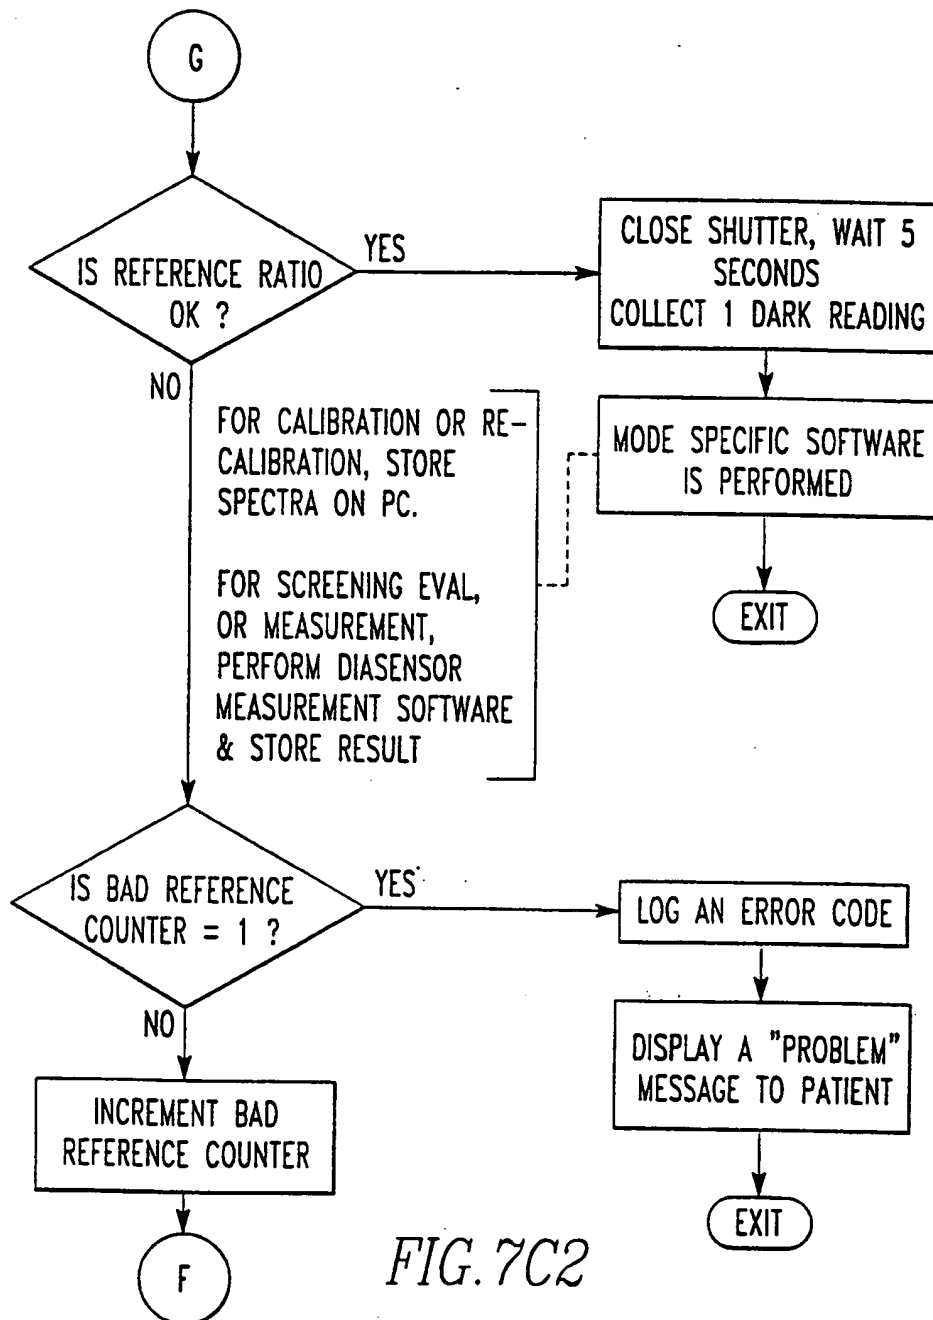 G
IS REFERENCE RATIO
OK ?
YES
NO
CLOSE SHUTTER, WAIT 5
SECONDS
COLLECT 1 DARK READING
FOR CALIBRATION OR RE-
CALIBRATION, STORE
SPECTRA ON PC.
FOR SCREENING EVAL,
OR MEASUREMENT,
PERFORM DIASENSOR
MEASUREMENT SOFTWARE
& STORE RESULT
MODE SPECIFIC SOFTWARE
IS PERFORMED
EXIT
IS BAD REFERENCE
COUNTER = 1 ?
YES
NO
LOG AN ERROR CODE
DISPLAY A "PROBLEM"
MESSAGE TO PATIENT
EXIT
INCREMENT BAD
REFERENCE COUNTER
F
FIG. 7C2